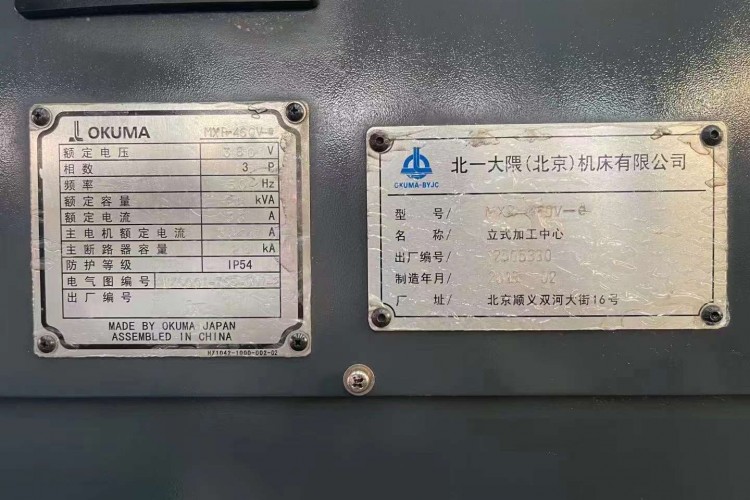 OKUMA
额定电压 V
相数 3 P
频率 Hz
额定容量 kVA
额定电流
主电机额定电流
主断路器容量 kA
防护等级 IP54
电气图编号
出厂编号
MADE BY OKUMA JAPAN
ASSEMBLED IN CHINA
H71042-1000-002-02
OKUMA-BYJC
北一大隈(北京)机床有限公司
型 号/
名 称/ 立式加工中心
出厂编号/
制造年月/
厂 址/ 北京顺义双河大街16号